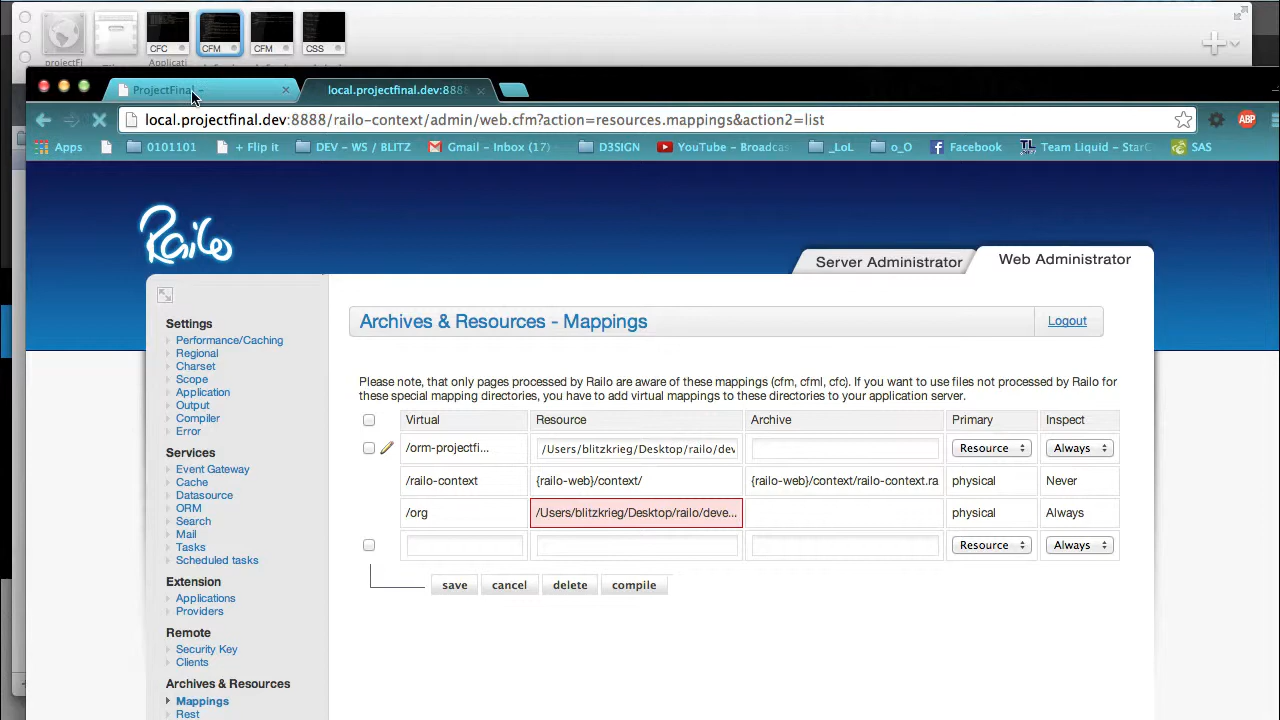 CFC
CFM
CFM
CSS
projectFi
Applicati
ProjectFinal -
local.projectfinal.dev:8888
local.projectfinal.dev:8888/railo-context/admin/web.cfm?action=resources.mappings&action2=list
ABP
Apps
0101101
+ Flip it
DEV - WS / BLITZ
Gmail - Inbox (17)
D3SIGN
YouTube - Broadcas
_LoL
o_O
Facebook
Team Liquid - StarC
SAS
Railo
Server Administrator
Web Administrator
Settings
Performance/Caching
Regional
Charset
Scope
Application
Output
Compiler
Error
Services
Event Gateway
Cache
Datasource
ORM
Search
Mail
Tasks
Scheduled tasks
Extension
Applications
Providers
Remote
Security Key
Clients
Archives & Resources
Mappings
Rest
Archives & Resources - Mappings
Logout
Please note, that only pages processed by Railo are aware of these mappings (cfm, cfml, cfc). If you want to use files not processed by Railo for
these special mapping directories, you have to add virtual mappings to these directories to your application server.
Virtual Resource Archive Primary Inspect
/orm-projectfi... /Users/blitzkrieg/Desktop/railo/dev Resource Always
/railo-context {railo-web}/context/ {railo-web}/context/railo-context.ra physical Never
/org /Users/blitzkrieg/Desktop/railo/deve... physical Always
Resource Always
save cancel delete compile